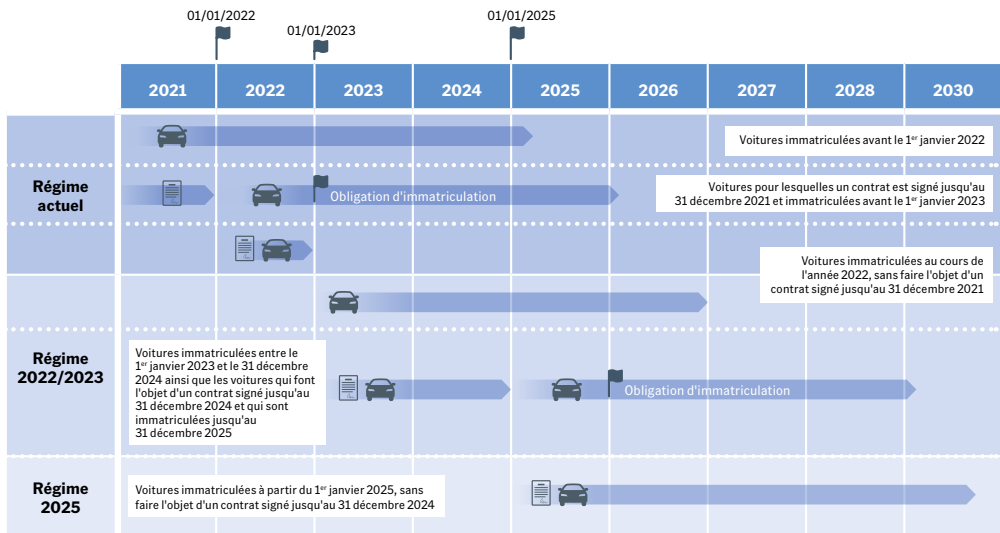 01/01/2022
01/01/2023
01/01/2025
2021 2022 2023 2024 2025 2026 2027 2028 2030
Régime
actuel
Voitures immatriculées avant le 1er janvier 2022
Obligation d'immatriculation
Voitures pour lesquelles un contrat est signé jusqu'au
31 décembre 2021 et immatriculées avant le 1er janvier 2023
Voitures immatriculées au cours de
l'année 2022, sans faire l'objet d'un
contrat signé jusqu'au 31 décembre 2021
Régime
2022/2023
Voitures immatriculées entre le
1er janvier 2023 et le 31 décembre
2024 ainsi que les voitures qui font
l'objet d'un contrat signé jusqu'au
31 décembre 2024 et qui sont
immatriculées jusqu'au
31 décembre 2025
Obligation d'immatriculation
Régime
2025
Voitures immatriculées à partir du 1er janvier 2025, sans
faire l'objet d'un contrat signé jusqu'au 31 décembre 2024